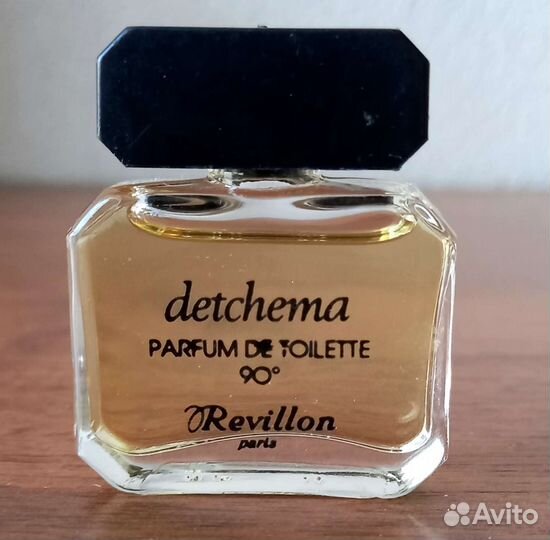 detchema
PARFUM DE TOILETTE
90°
Revillon
paris
Avito